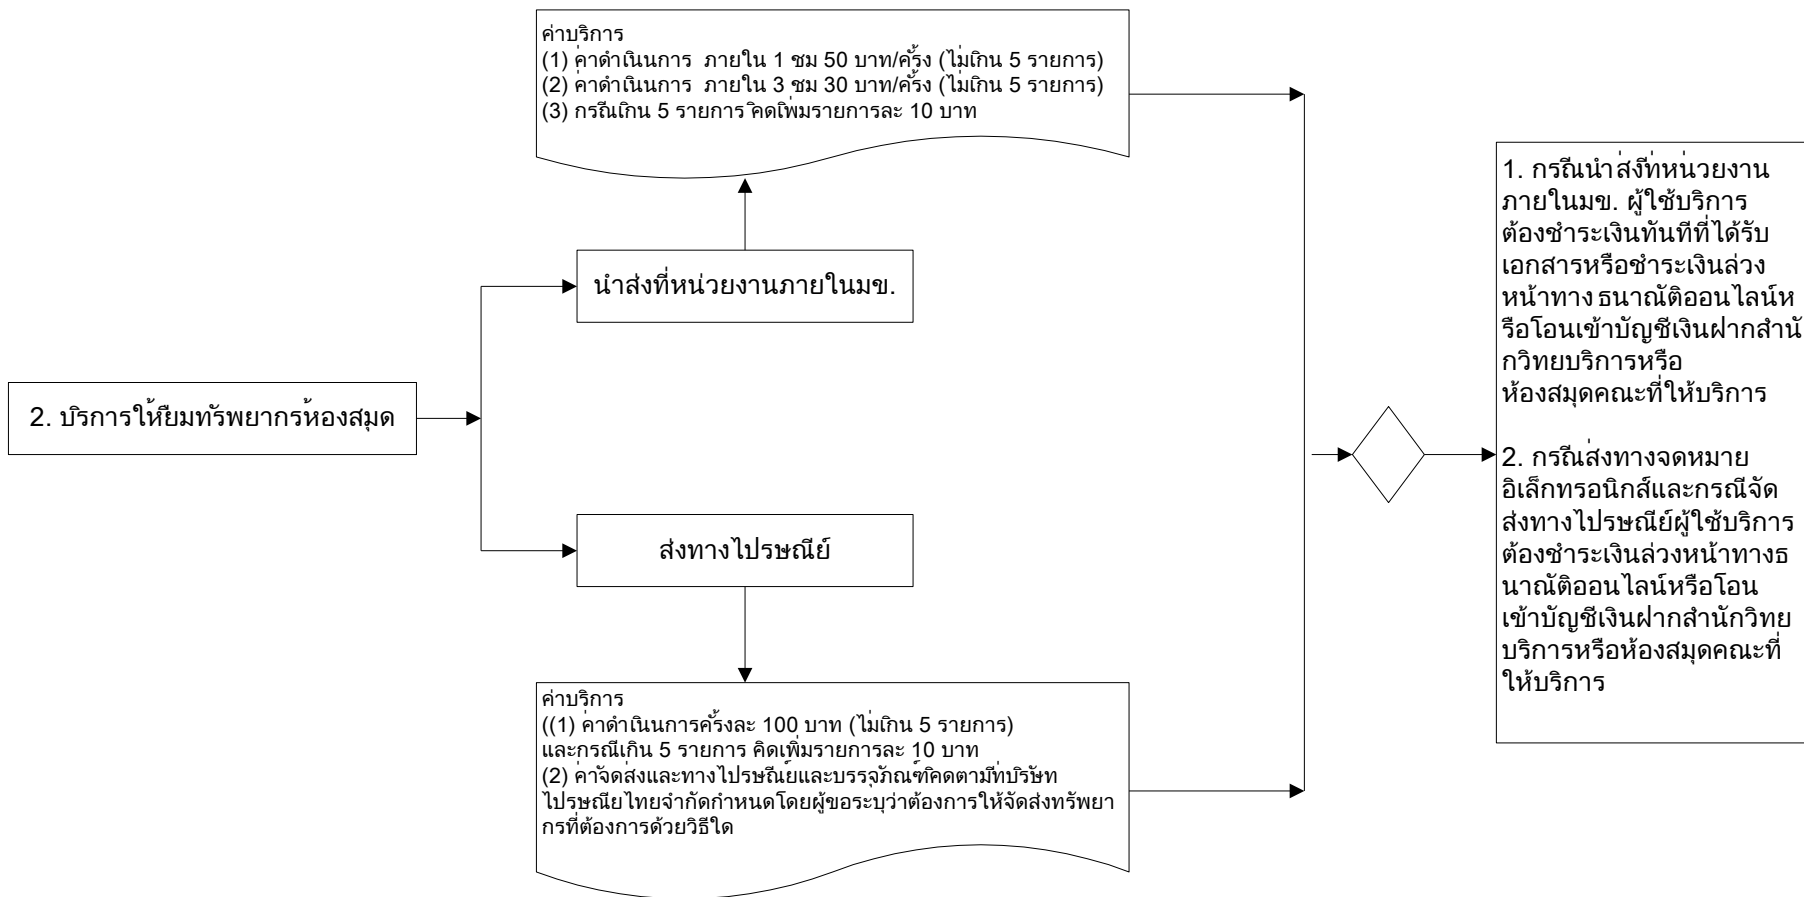 ค่าบริการ
(1) ค่าดำเนินการ ภายใน 1 ชม 50 บาท/ครั้ง (ไม่เกิน 5 รายการ)
(2) ค่าดำเนินการ ภายใน 3 ชม 30 บาท/ครั้ง (ไม่เกิน 5 รายการ)
(3) กรณีเกิน 5 รายการ คิดเพิ่มรายการละ 10 บาท
นำส่งที่หน่วยงานภายในมข.
2. บริการให้ยืมทรัพยากรห้องสมุด
ส่งทางไปรษณีย์
ค่าบริการ
((1) ค่าดำเนินการครั้งละ 100 บาท (ไม่เกิน 5 รายการ)
และกรณีเกิน 5 รายการ คิดเพิ่มรายการละ 10 บาท
(2) ค่าจัดส่งและทางไปรษณีย์และบรรจุภัณฑ์คิดตามที่บริษัท
ไปรษณียไทยจำกัดกำหนดโดยผู้ขอระบุว่าต้องการให้จัดส่งทรัพยา
กรที่ต้องการด้วยวิธีใด
1. กรณีนำส่งที่หน่วยงาน
ภายในมข. ผู้ใช้บริการ
ต้องชำระเงินทันทีที่ได้รับ
เอกสารหรือชำระเงินล่วง
หน้าทาง ธนาณัติออนไลน์ห
รือโอนเข้าบัญชีเงินฝากสำนั
กวิทยบริการหรือ
ห้องสมุดคณะที่ให้บริการ
2. กรณีส่งทางจดหมาย
อิเล็กทรอนิกส์และกรณีจัด
ส่งทางไปรษณีย์ผู้ใช้บริการ
ต้องชำระเงินล่วงหน้าทางธ
นาณัติออนไลน์หรือโอน
เข้าบัญชีเงินฝากสำนักวิทย
บริการหรือห้องสมุดคณะที่
ให้บริการ